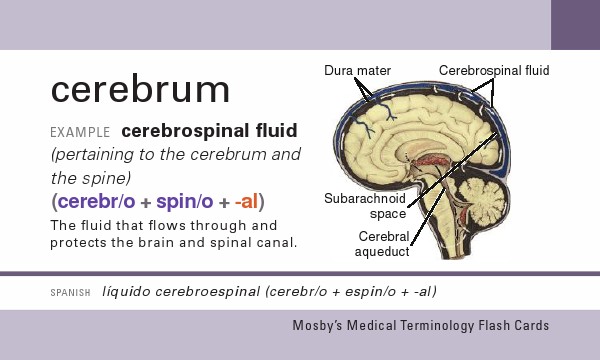 cerebrum
EXAMPLE cerebrospinal fluid
(pertaining to the cerebrum and
the spine)
(cerebr/o + spin/o + -al)
The fluid that flows through and
protects the brain and spinal canal.
Dura mater
Cerebrospinal fluid
Subarachnoid
space
Cerebral
aqueduct
SPANISH líquido cerebroespinal (cerebr/o + espin/o + -al)
Mosby's Medical Terminology Flash Cards